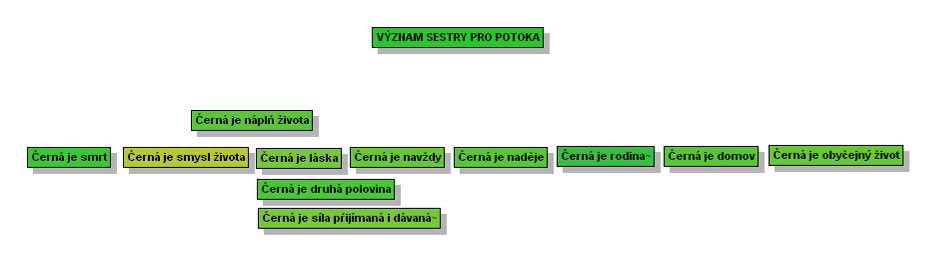 VÝZNAM SESTRY PRO POTOKA
Černá je náplň života
Černá je smrt
Černá je smysl života
Černá je láska
Černá je navždy
Černá je naděje
Černá je rodina~
Černá je domov
Černá je obyčejný život
Černá je druhá polovina
Černá je síla přijímaná i dávaná~